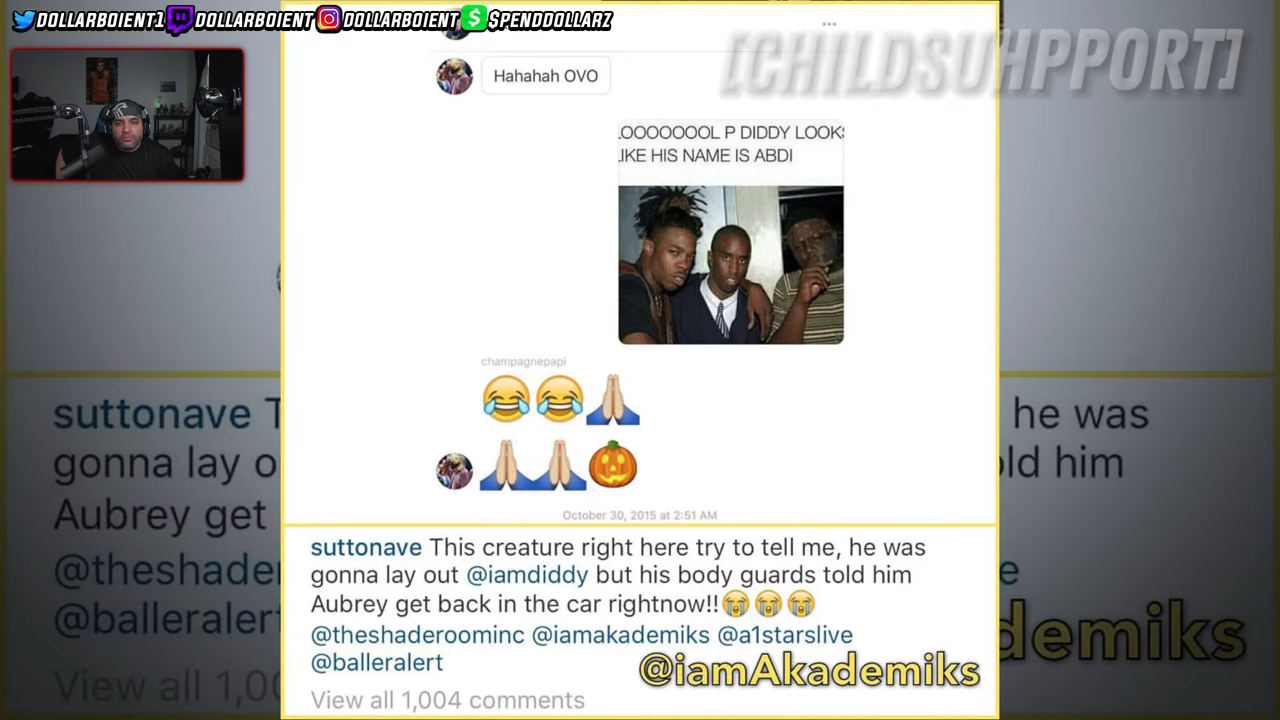 DOLLARBOIENT1 DOLLARBOIENT DOLLARBOIENT $PENDDOLLARZ
[CHILDSUHPPORT]
Hahahah OVO
LOOOOOOOL P DIDDY LOOKS
LIKE HIS NAME IS ABDI
champagnepapi
October 30, 2015 at 2:51 AM
suttonave This creature right here try to tell me, he was
gonna lay out @iamdiddy but his body guards told him
Aubrey get back in the car rightnow!!
@theshaderoominc @iamakademiks @a1starslive
@balleralert
@iamAkademiks
View all 1,004 comments
suttonave T
he was
gonna lay o
old him
Aubrey get
@theshader
@balleralert
demiks
View all 1,00